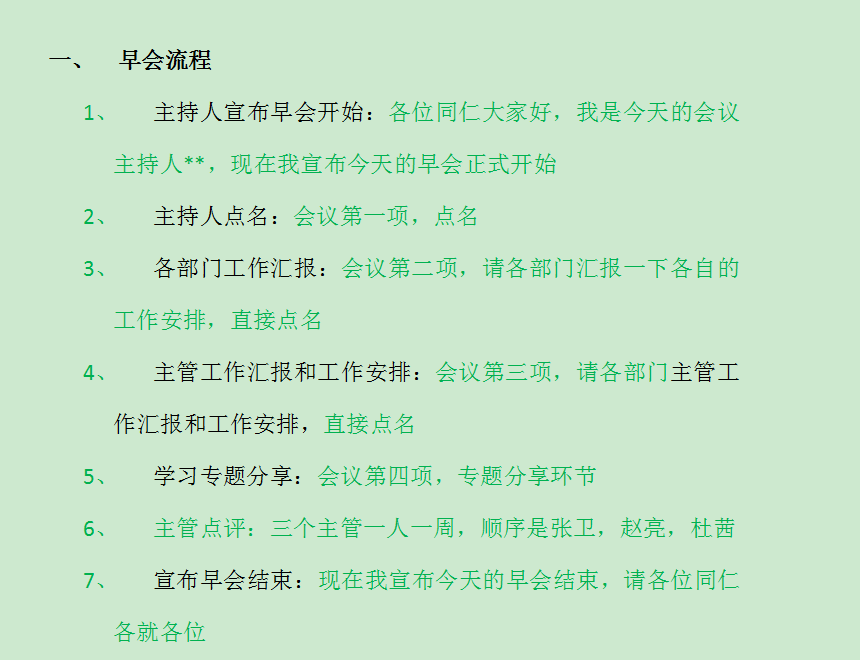 一、 早会流程
1、 主持人宣布早会开始：各位同仁大家好，我是今天的会议
主持人**，现在我宣布今天的早会正式开始
2、 主持人点名：会议第一项，点名
3、 各部门工作汇报：会议第二项，请各部门汇报一下各自的
工作安排，直接点名
4、 主管工作汇报和工作安排：会议第三项，请各部门主管工
作汇报和工作安排，直接点名
5、 学习专题分享：会议第四项，专题分享环节
6、 主管点评：三个主管一人一周，顺序是张卫，赵亮，杜茜
7、 宣布早会结束：现在我宣布今天的早会结束，请各位同仁
各就各位